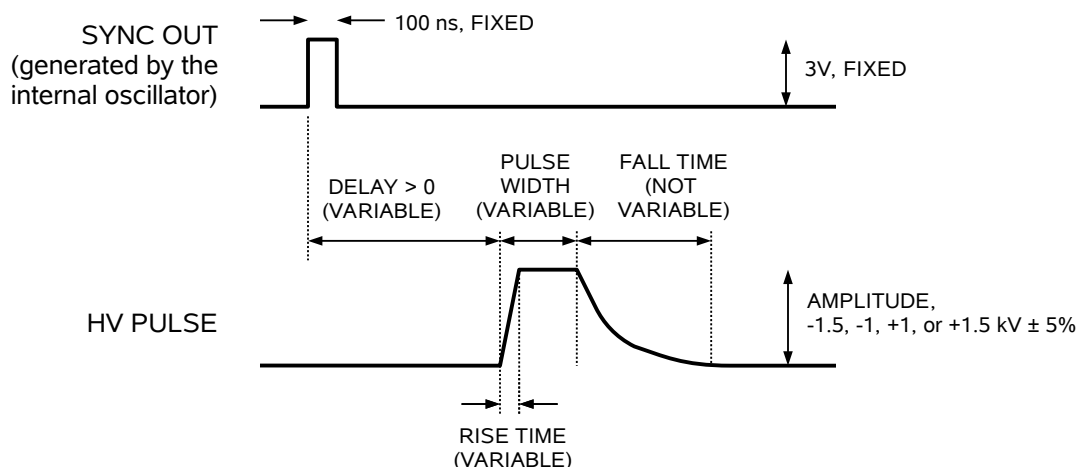 100 ns, FIXED
SYNC OUT
(generated by the
internal oscillator)
3V, FIXED
DELAY > 0
(VARIABLE)
PULSE
WIDTH
(VARIABLE)
FALL TIME
(NOT
VARIABLE)
HV PULSE
AMPLITUDE,
-1.5, -1, +1, or +1.5 kV ± 5%
RISE TIME
(VARIABLE)